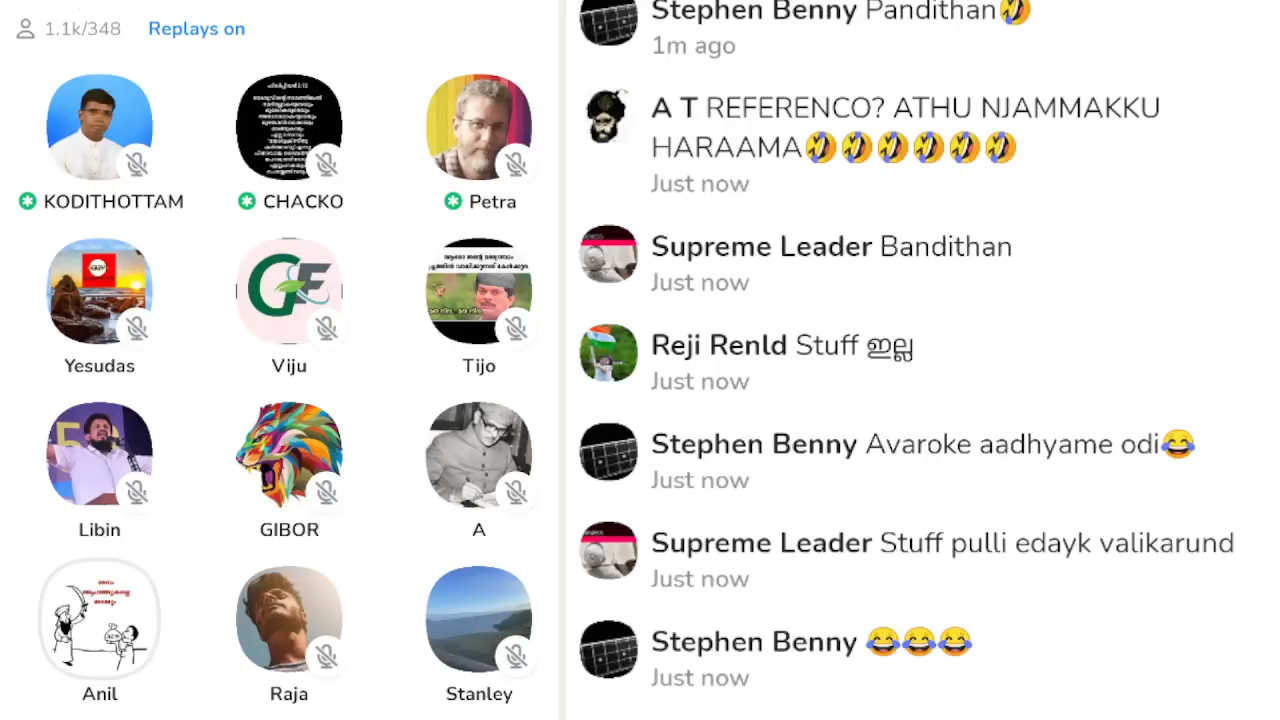 1.1k/348 Replays on
KODITHOTTAM
CHACKO
Petra
Yesudas
GF
Viju
Tijo
Libin
GIBOR
A
Anil
Raja
Stanley
Stephen Benny Pandithan🤣
1m ago
A T REFERENCO? ATHU NJAMMAKKU
HARAAMA🤣🤣🤣🤣🤣🤣
Just now
Supreme Leader Bandithan
Just now
Reji Renld Stuff ഇല്ല
Just now
Stephen Benny Avaroke aadhyame odi😂
Just now
Supreme Leader Stuff pulli edayk valikarund
Just now
Stephen Benny 😂😂😂
Just now